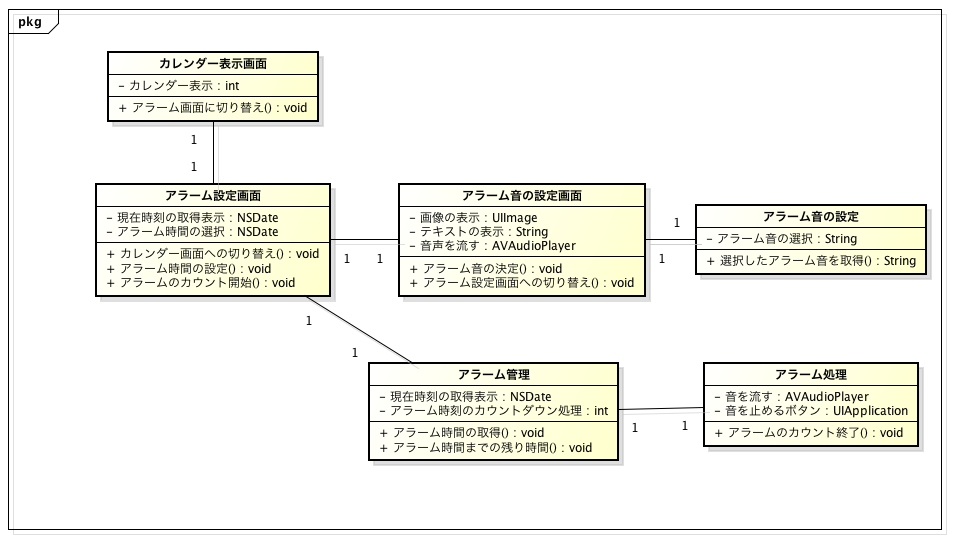 pkg
カレンダー表示画面
- カレンダー表示 : int
+ アラーム画面に切り替え() : void
1
1
アラーム設定画面
- 現在時刻の取得表示 : NSDate
- アラーム時間の選択 : NSDate
+ カレンダー画面への切り替え() : void
+ アラーム時間の設定() : void
+ アラームのカウント開始() : void
1
1
アラーム音の設定画面
- 画像の表示 : UIImage
- テキストの表示 : String
- 音声を流す : AVAudioPlayer
+ アラーム音の決定() : void
+ アラーム設定画面への切り替え() : void
1
1
アラーム音の設定
- アラーム音の選択 : String
+ 選択したアラーム音を取得() : String
1
1
アラーム管理
- 現在時刻の取得表示 : NSDate
- アラーム時刻のカウントダウン処理 : int
+ アラーム時間の取得() : void
+ アラーム時間までの残り時間() : void
1
1
アラーム処理
- 音を流す : AVAudioPlayer
- 音を止めるボタン : UIApplication
+ アラームのカウント終了() : void